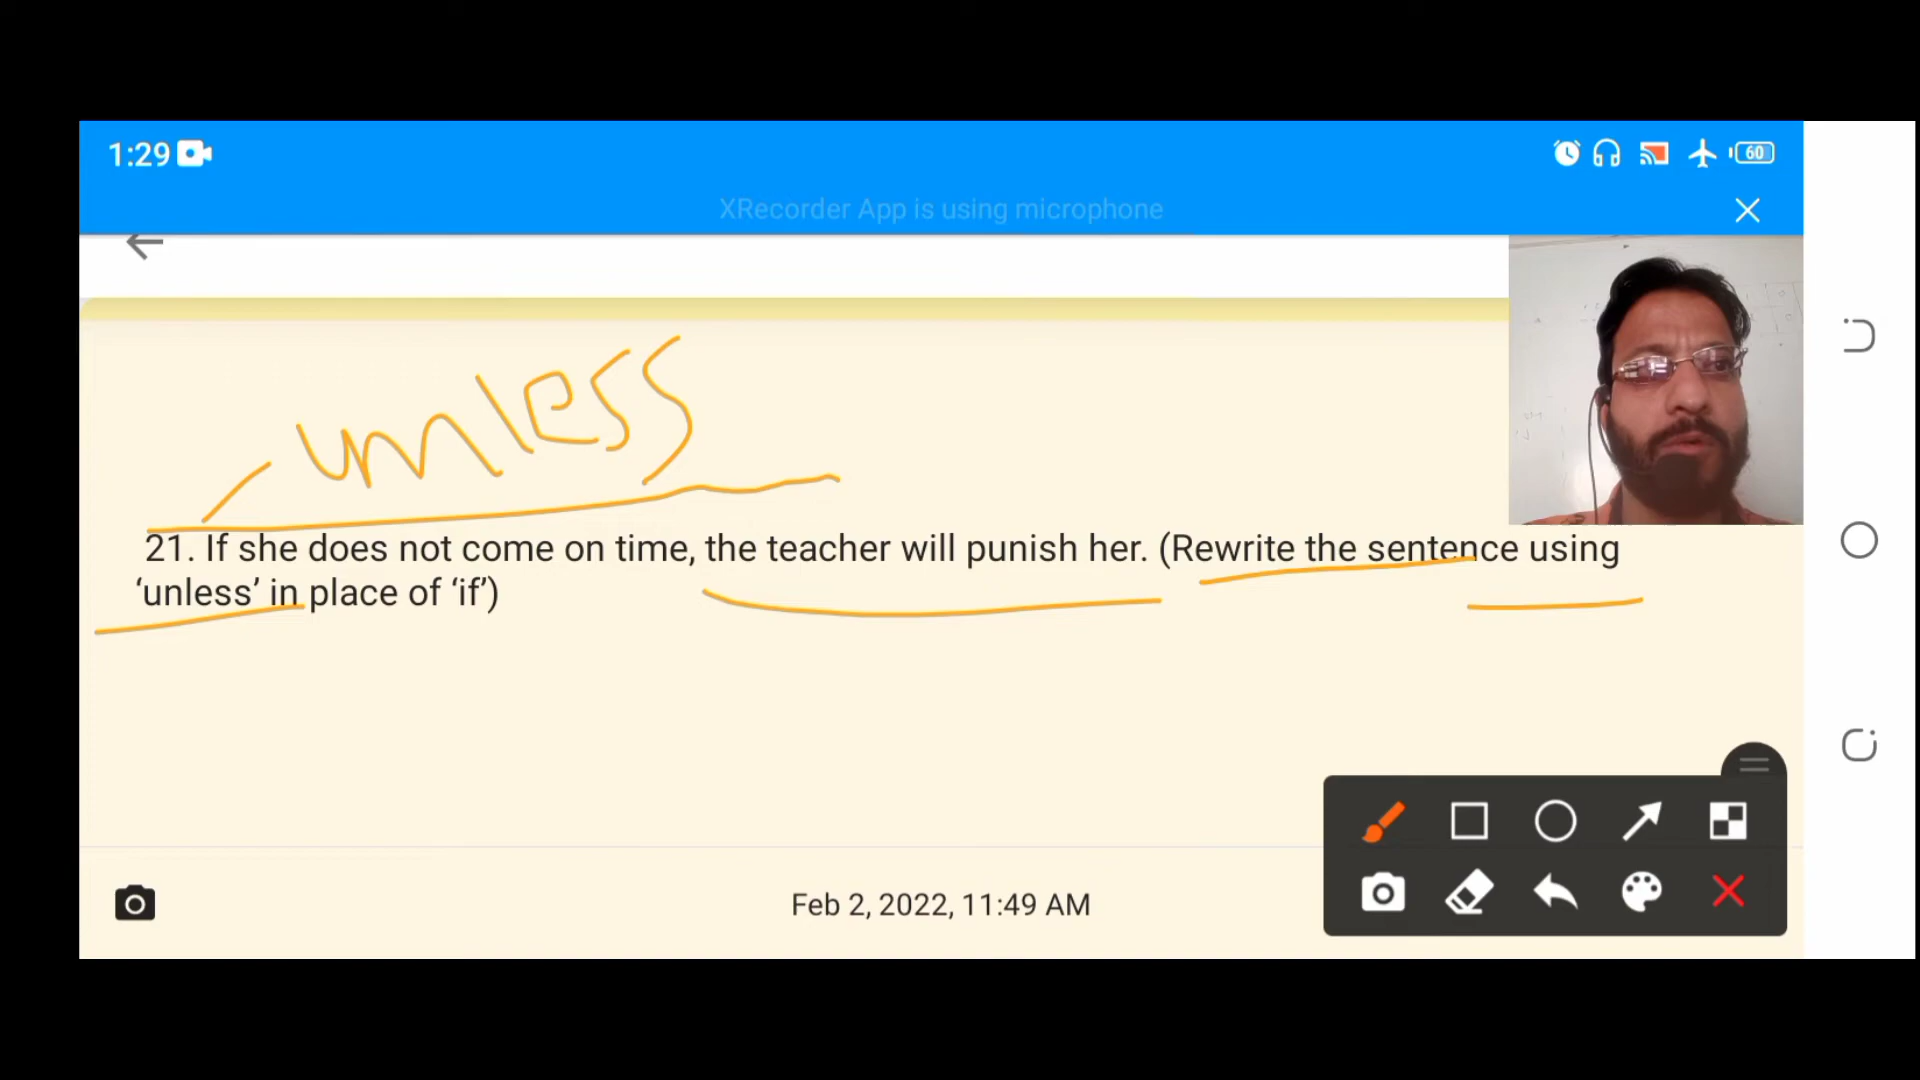 1:29
60
XRecorder App is using microphone
unless
21. If she does not come on time, the teacher will punish her. (Rewrite the sentence using
‘unless’ in place of ‘if’)
Feb 2, 2022, 11:49 AM